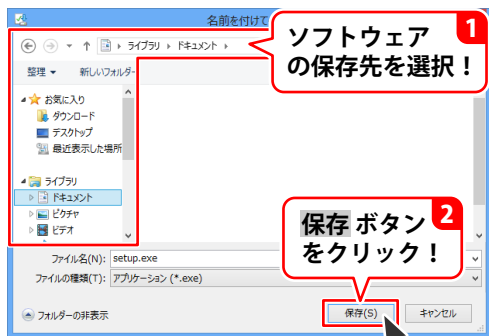 名前を付けて
1
ソフトウェア
の保存先を選択！
ライブラリ ▸ ドキュメント ▸
整理 ▼ 新しいフォルダー
お気に入り
ダウンロード
デスクトップ
最近表示した場所
ライブラリ
ドキュメント
ピクチャ
ビデオ
2
保存 ボタン
をクリック！
ファイル名(N): setup.exe
ファイルの種類(T): アプリケーション (*.exe)
フォルダーの非表示
保存(S) キャンセル